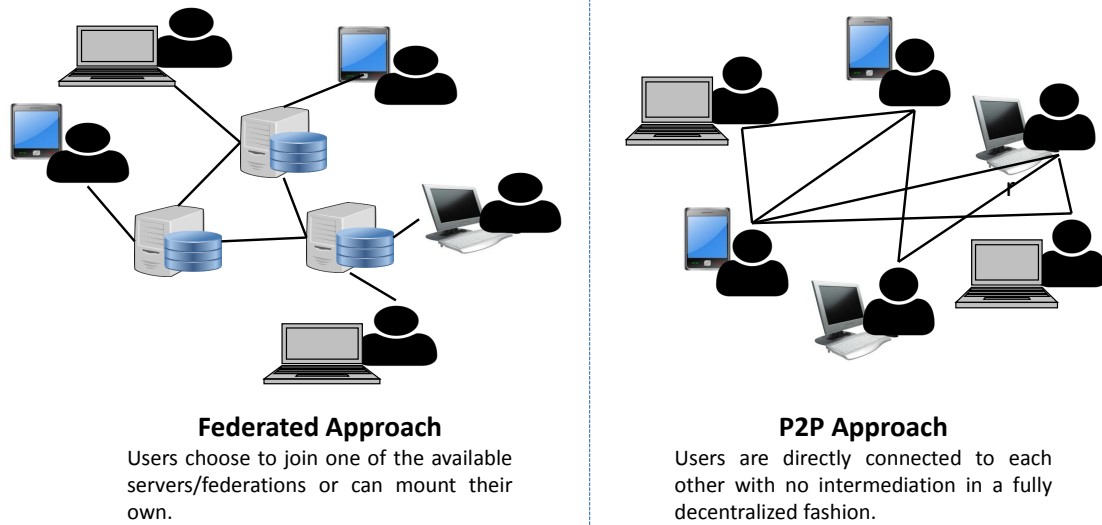 r
Federated Approach
Users choose to join one of the available
servers/federations or can mount their
own.
P2P Approach
Users are directly connected to each
other with no intermediation in a fully
decentralized fashion.